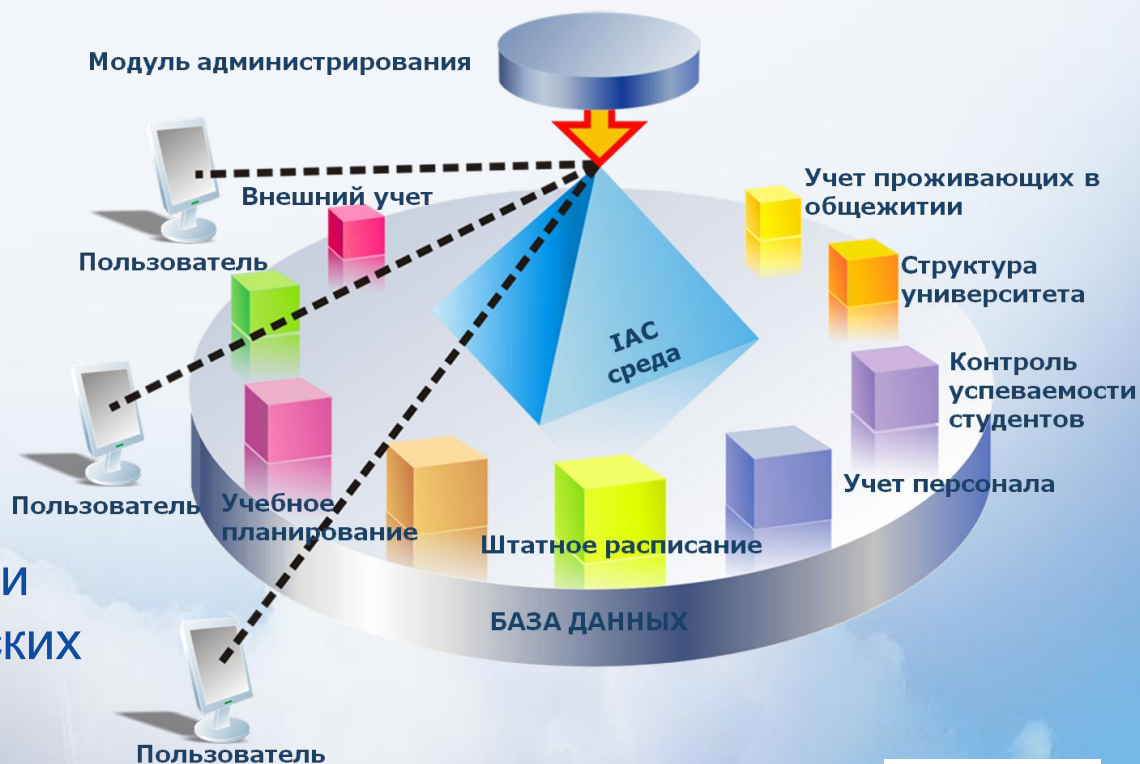 Модуль администрирования
Внешний учет
Пользователь
Учет проживающих в
общежитии
Структура
университета
IAC
среда
Контроль
успеваемости
студентов
Учет персонала
Пользователь
Учебное
планирование
Штатное расписание
БАЗА ДАННЫХ
и
ских
Пользователь